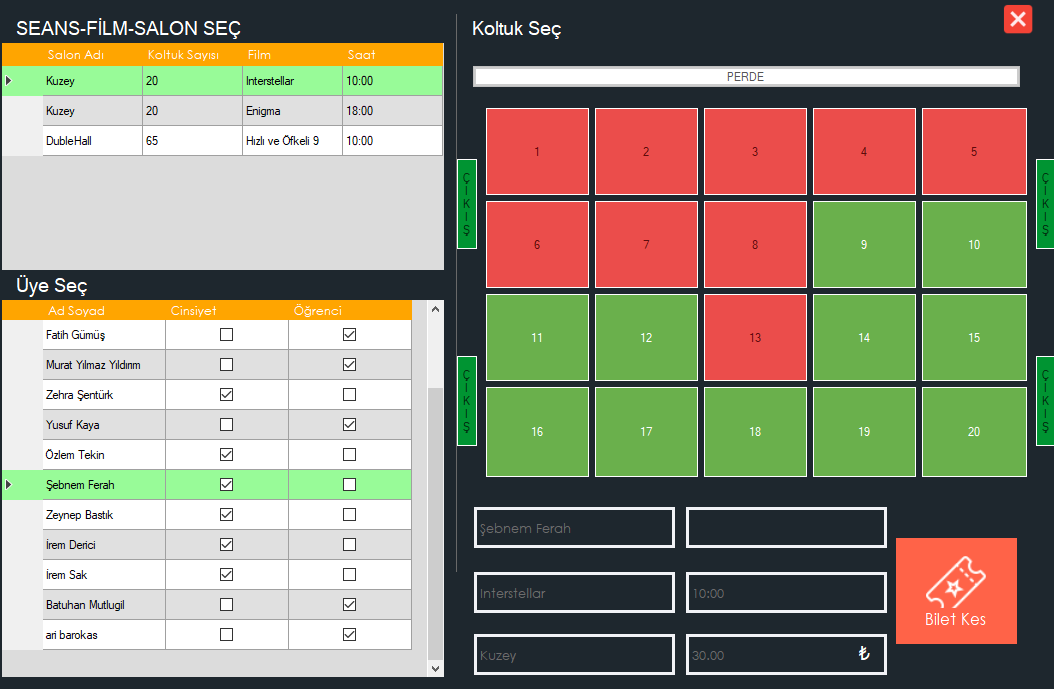 SEANS-FİLM-SALON SEÇ
Salon Adı Koltuk Sayısı Film Saat
Kuzey 20 Interstellar 10:00
Kuzey 20 Enigma 18:00
DubleHall 65 Hızlı ve Öfkeli 9 10:00
Üye Seç
Ad Soyad Cinsiyet Öğrenci
Fatih Gümüş
Murat Yılmaz Yıldırım
Zehra Şentürk
Yusuf Kaya
Özlem Tekin
Şebnem Ferah
Zeynep Bastık
İrem Derici
İrem Sak
Batuhan Mutlugil
ari barokas
Koltuk Seç
PERDE
1 2 3 4 5
6 7 8 9 10
11 12 13 14 15
16 17 18 19 20
ÇIKIŞ
ÇIKIŞ
ÇIKIŞ
ÇIKIŞ
Şebnem Ferah
Interstellar 10:00
Kuzey 30.00 ₺
Bilet Kes